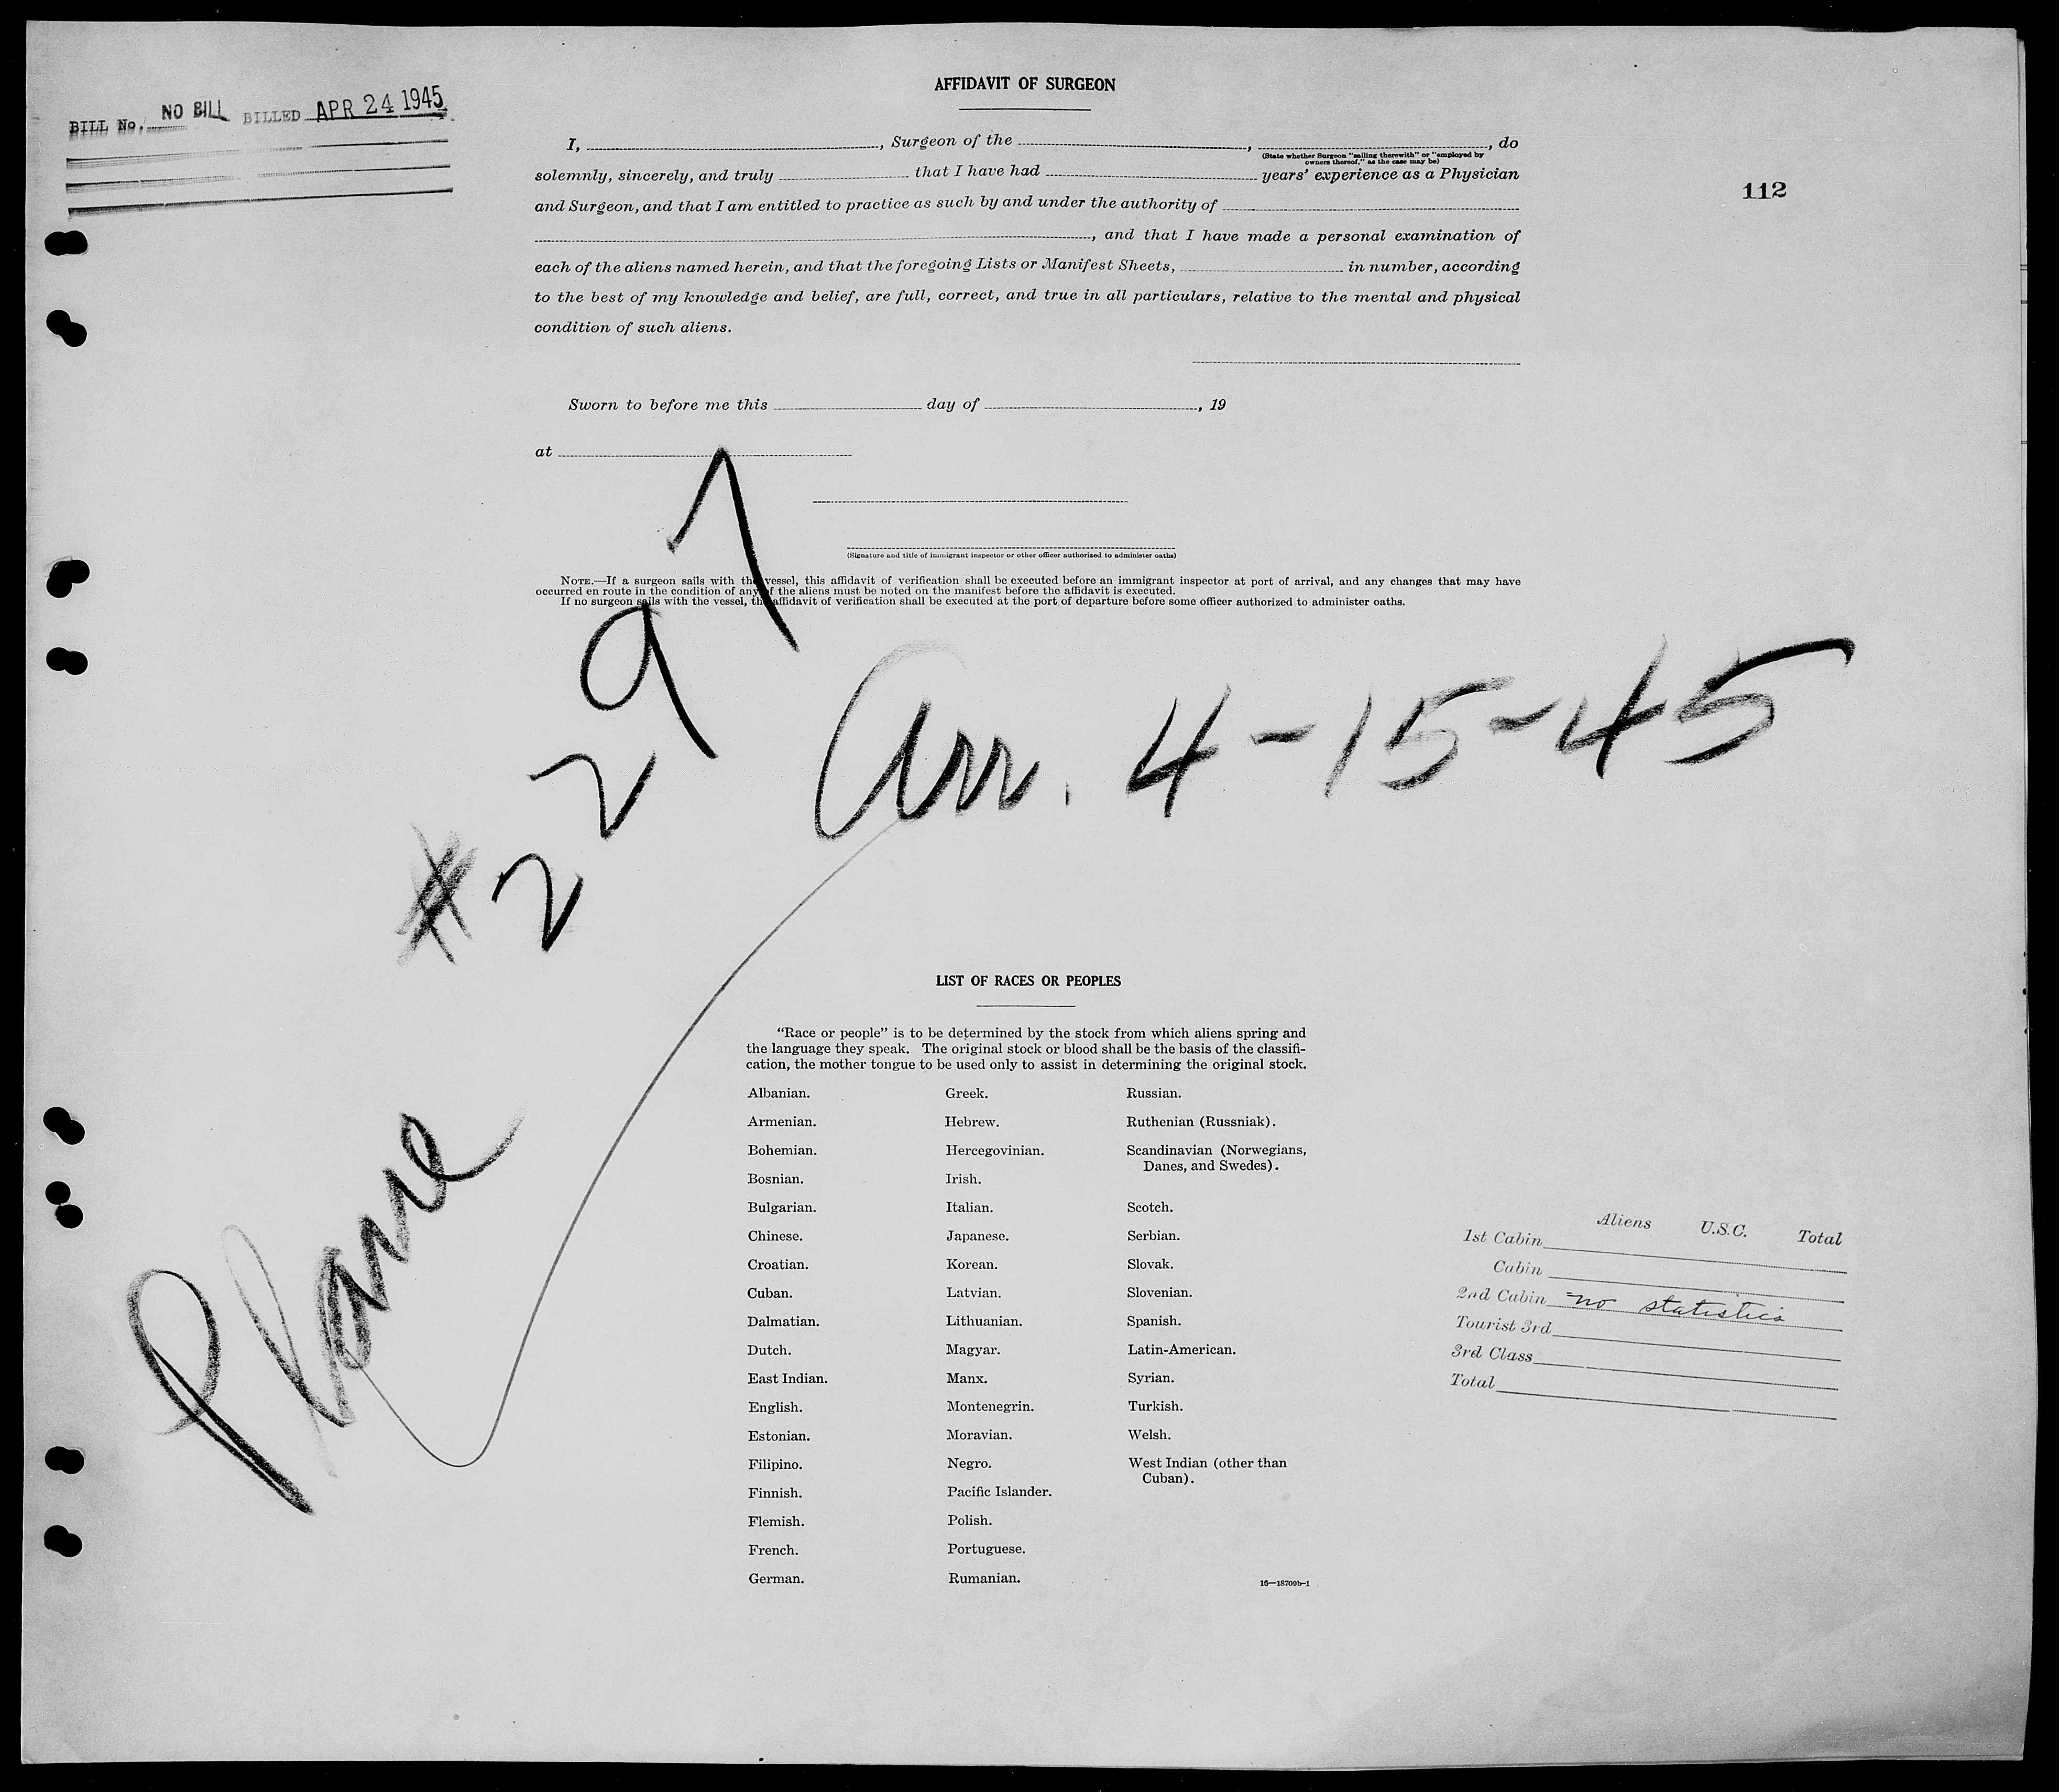 AFFIDAVIT OF SURGEON
BILL No. NO BILL BILLED APR 24 1945
112
I, , Surgeon of the , , do
(State whether Surgeon "sailing therewith" or "employed by
owners thereof," as the case may be)
solemnly, sincerely, and truly that I have had years' experience as a Physician
and Surgeon, and that I am entitled to practice as such by and under the authority of
, and that I have made a personal examination of
each of the aliens named herein, and that the foregoing Lists or Manifest Sheets, in number, according
to the best of my knowledge and belief, are full, correct, and true in all particulars, relative to the mental and physical
condition of such aliens.
Sworn to before me this day of , 19
at
(Signature and title of immigrant inspector or other officer authorized to administer oaths)
NOTE.—If a surgeon sails with the vessel, this affidavit of verification shall be executed before an immigrant inspector at port of arrival, and any changes that may have
occurred en route in the condition of any of the aliens must be noted on the manifest before the affidavit is executed.
If no surgeon sails with the vessel, the affidavit of verification shall be executed at the port of departure before some officer authorized to administer oaths.
Plane #2297
Arr. 4-15-45
LIST OF RACES OR PEOPLES
"Race or people" is to be determined by the stock from which aliens spring and
the language they speak. The original stock or blood shall be the basis of the classifi-
cation, the mother tongue to be used only to assist in determining the original stock.
Albanian.
Armenian.
Bohemian.
Bosnian.
Bulgarian.
Chinese.
Croatian.
Cuban.
Dalmatian.
Dutch.
East Indian.
English.
Estonian.
Filipino.
Finnish.
Flemish.
French.
German.
Greek.
Hebrew.
Hercegovinian.
Irish.
Italian.
Japanese.
Korean.
Latvian.
Lithuanian.
Magyar.
Manx.
Montenegrin.
Moravian.
Negro.
Pacific Islander.
Polish.
Portuguese.
Rumanian.
Russian.
Ruthenian (Russniak).
Scandinavian (Norwegians,
Danes, and Swedes).
Scotch.
Serbian.
Slovak.
Slovenian.
Spanish.
Latin-American.
Syrian.
Turkish.
Welsh.
West Indian (other than
Cuban).
16—18709b-1
Aliens U.S.C. Total
1st Cabin
Cabin
2nd Cabin no statistics
Tourist 3rd
3rd Class
Total